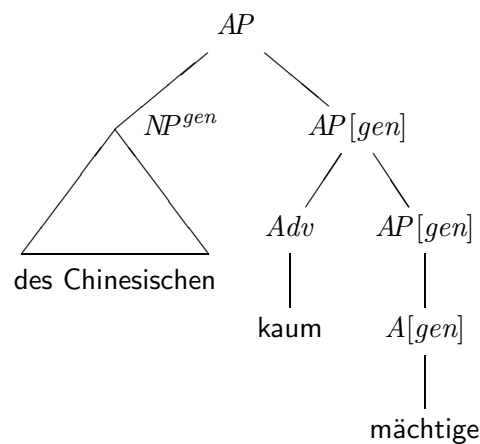 AP
NP^gen AP[gen]
Adv AP[gen]
des Chinesischen
kaum A[gen]
mächtige